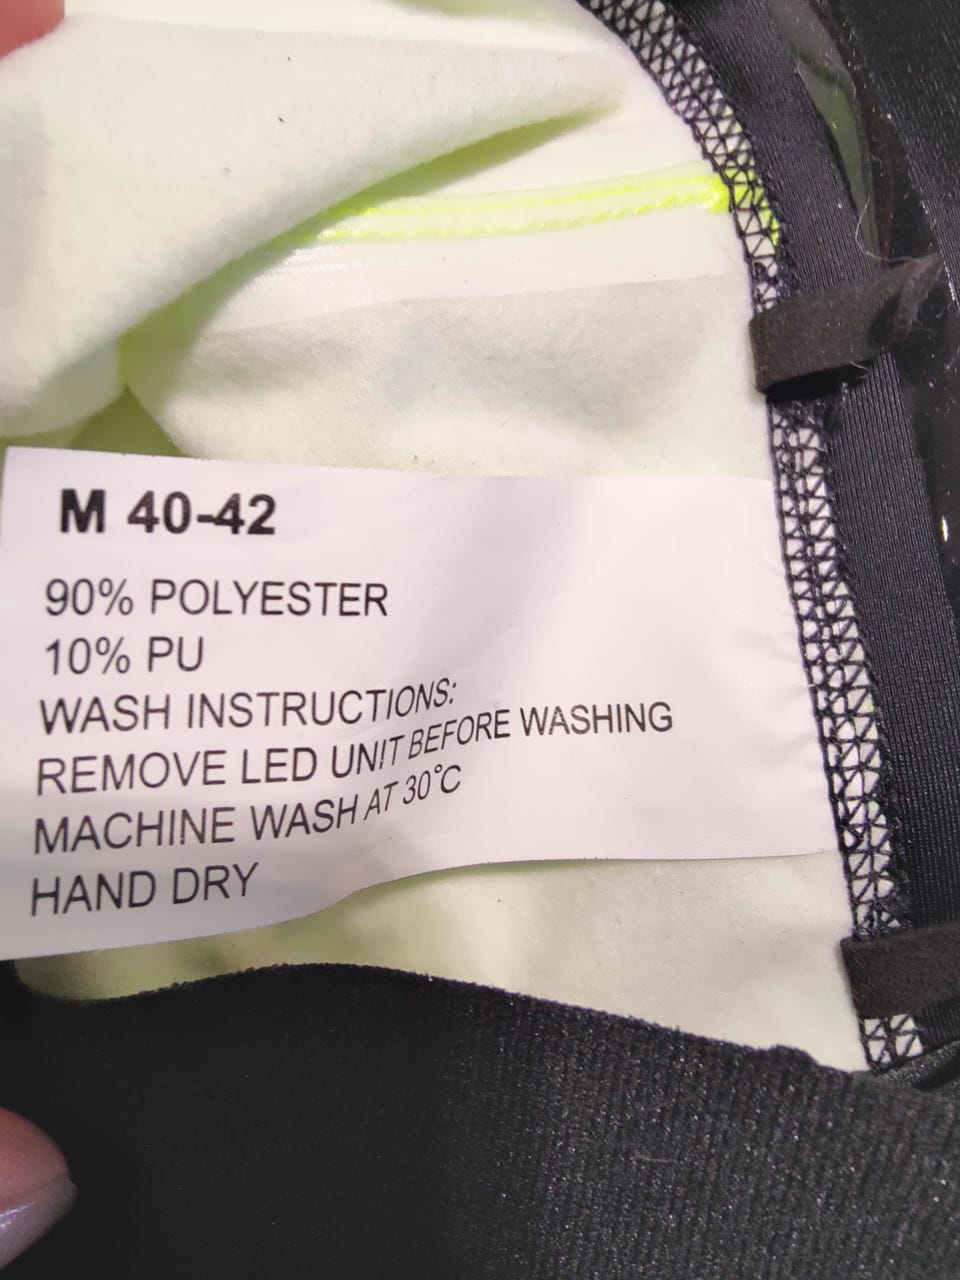 M 40-42
90% POLYESTER
10% PU
WASH INSTRUCTIONS:
REMOVE LED UNIT BEFORE WASHING
MACHINE WASH AT 30°C
HAND DRY